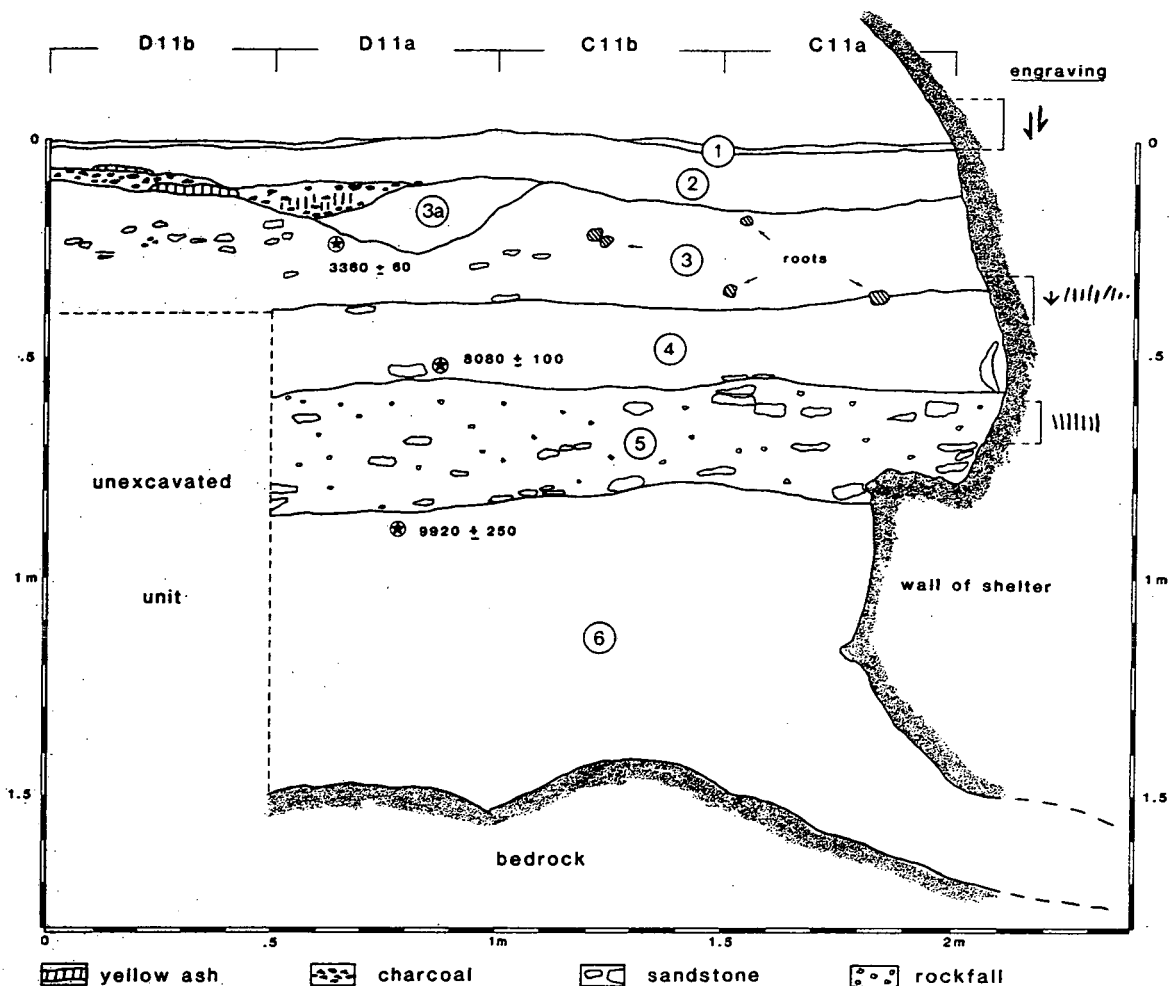 D11b D11a C11b C11a
engraving
0 0
1
2
3a
3
roots
3360 ± 60
4
8080 ± 100
.5 .5
5
unexcavated
9920 ± 250
1m 1m
unit
wall of shelter
6
1.5 1.5
bedrock
0 .5 1m 1.5 2m
yellow ash charcoal sandstone rockfall